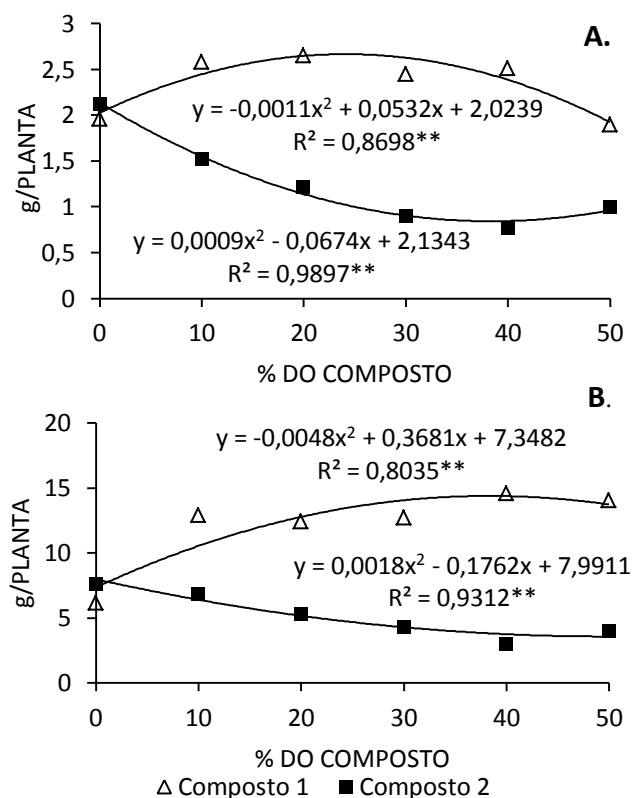 A.
3
2,5
2
1,5
1
0,5
0
g/PLANTA
y = -0,0011x² + 0,0532x + 2,0239
R² = 0,8698**
y = 0,0009x² - 0,0674x + 2,1343
R² = 0,9897**
0 10 20 30 40 50
% DO COMPOSTO
B.
20
15
10
5
0
g/PLANTA
y = -0,0048x² + 0,3681x + 7,3482
R² = 0,8035**
y = 0,0018x² - 0,1762x + 7,9911
R² = 0,9312**
0 10 20 30 40 50
% DO COMPOSTO
Composto 1 Composto 2